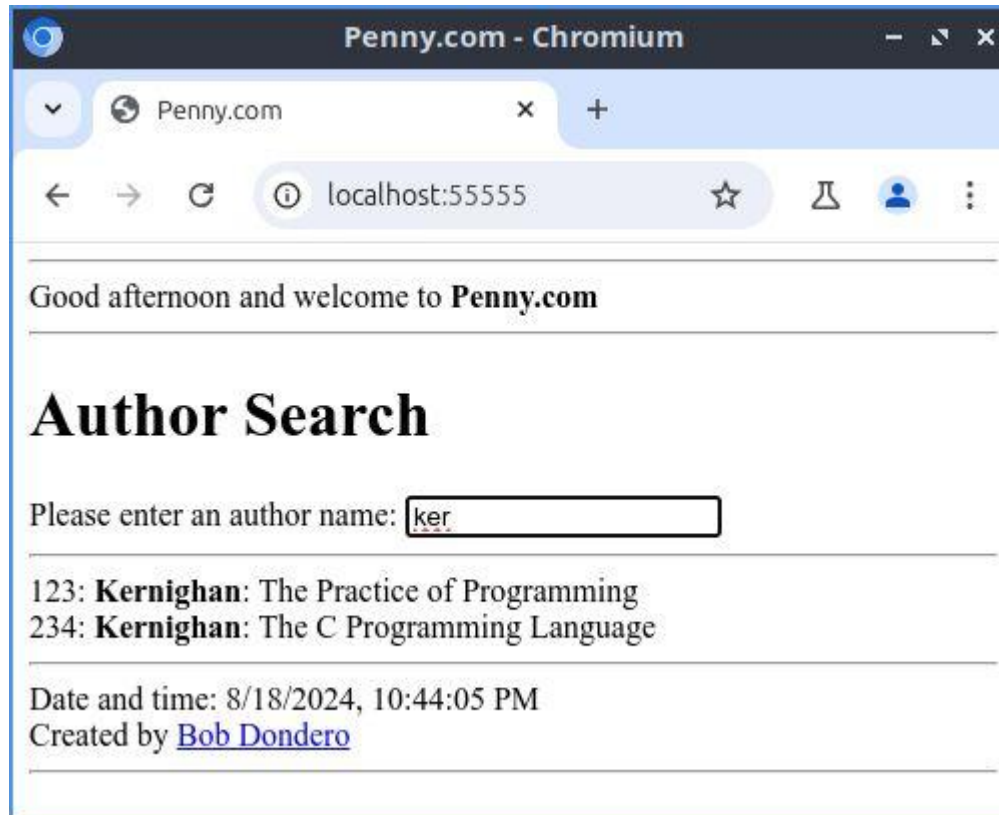 Penny.com - Chromium
Penny.com
localhost:55555
Good afternoon and welcome to Penny.com
Author Search
Please enter an author name: ker
123: Kernighan: The Practice of Programming
234: Kernighan: The C Programming Language
Date and time: 8/18/2024, 10:44:05 PM
Created by Bob Dondero